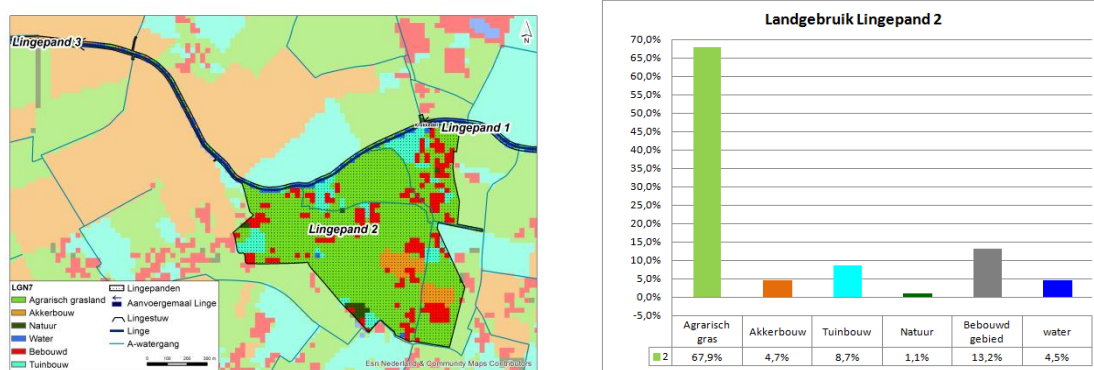 Lingepand 3
N
Lingepand 1
Lingepand 2
LGN7
Agrarisch grasland
Akkerbouw
Natuur
Water
Bebouwd
Tuinbouw
Lingepanden
Aanvoergemaal Linge
Lingestuw
Linge
A-watergang
Esri Nederland & Community Maps Contributors
Landgebruik Lingepand 2
70,0%
65,0%
60,0%
55,0%
50,0%
45,0%
40,0%
35,0%
30,0%
25,0%
20,0%
15,0%
10,0%
5,0%
0,0%
-5,0%
Agrarisch gras Akkerbouw Tuinbouw Natuur Bebouwd gebied water
2 67,9% 4,7% 8,7% 1,1% 13,2% 4,5%